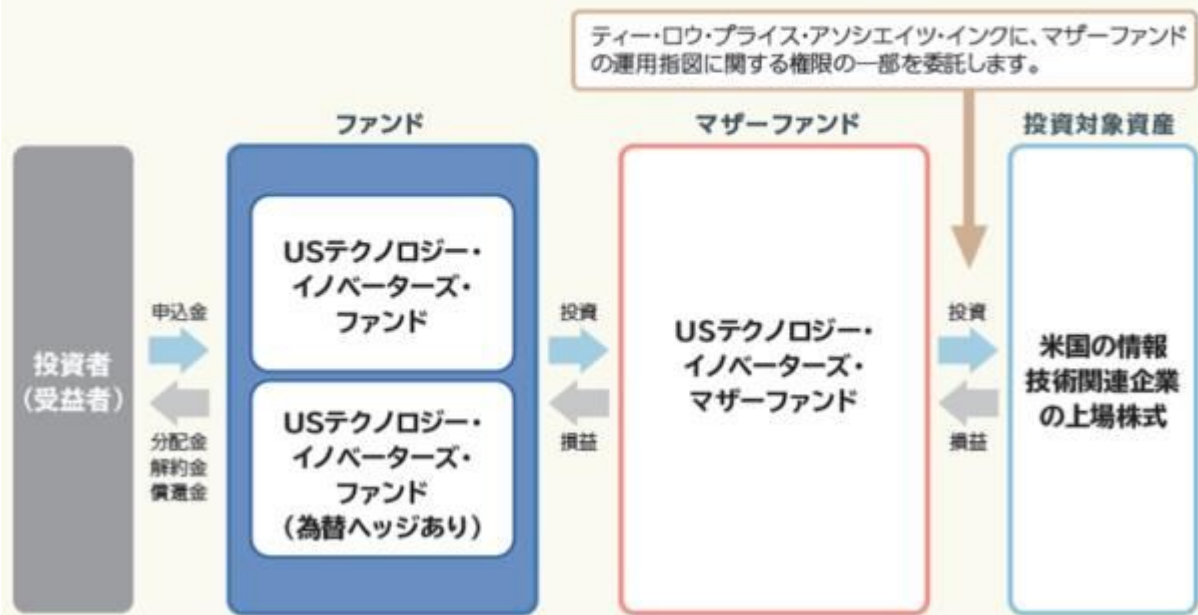 ティー・ロウ・プライス・アソシエイツ・インクに、マザーファンド
の運用指図に関する権限の一部を委託します。
ファンド
マザーファンド
投資対象資産
投資者
(受益者)
申込金
分配金
解約金
償還金
USテクノロジー・
イノベーターズ・
ファンド
USテクノロジー・
イノベーターズ・
ファンド
(為替ヘッジあり)
投資
損益
USテクノロジー・
イノベーターズ・
マザーファンド
投資
損益
米国の情報
技術関連企業
の上場株式